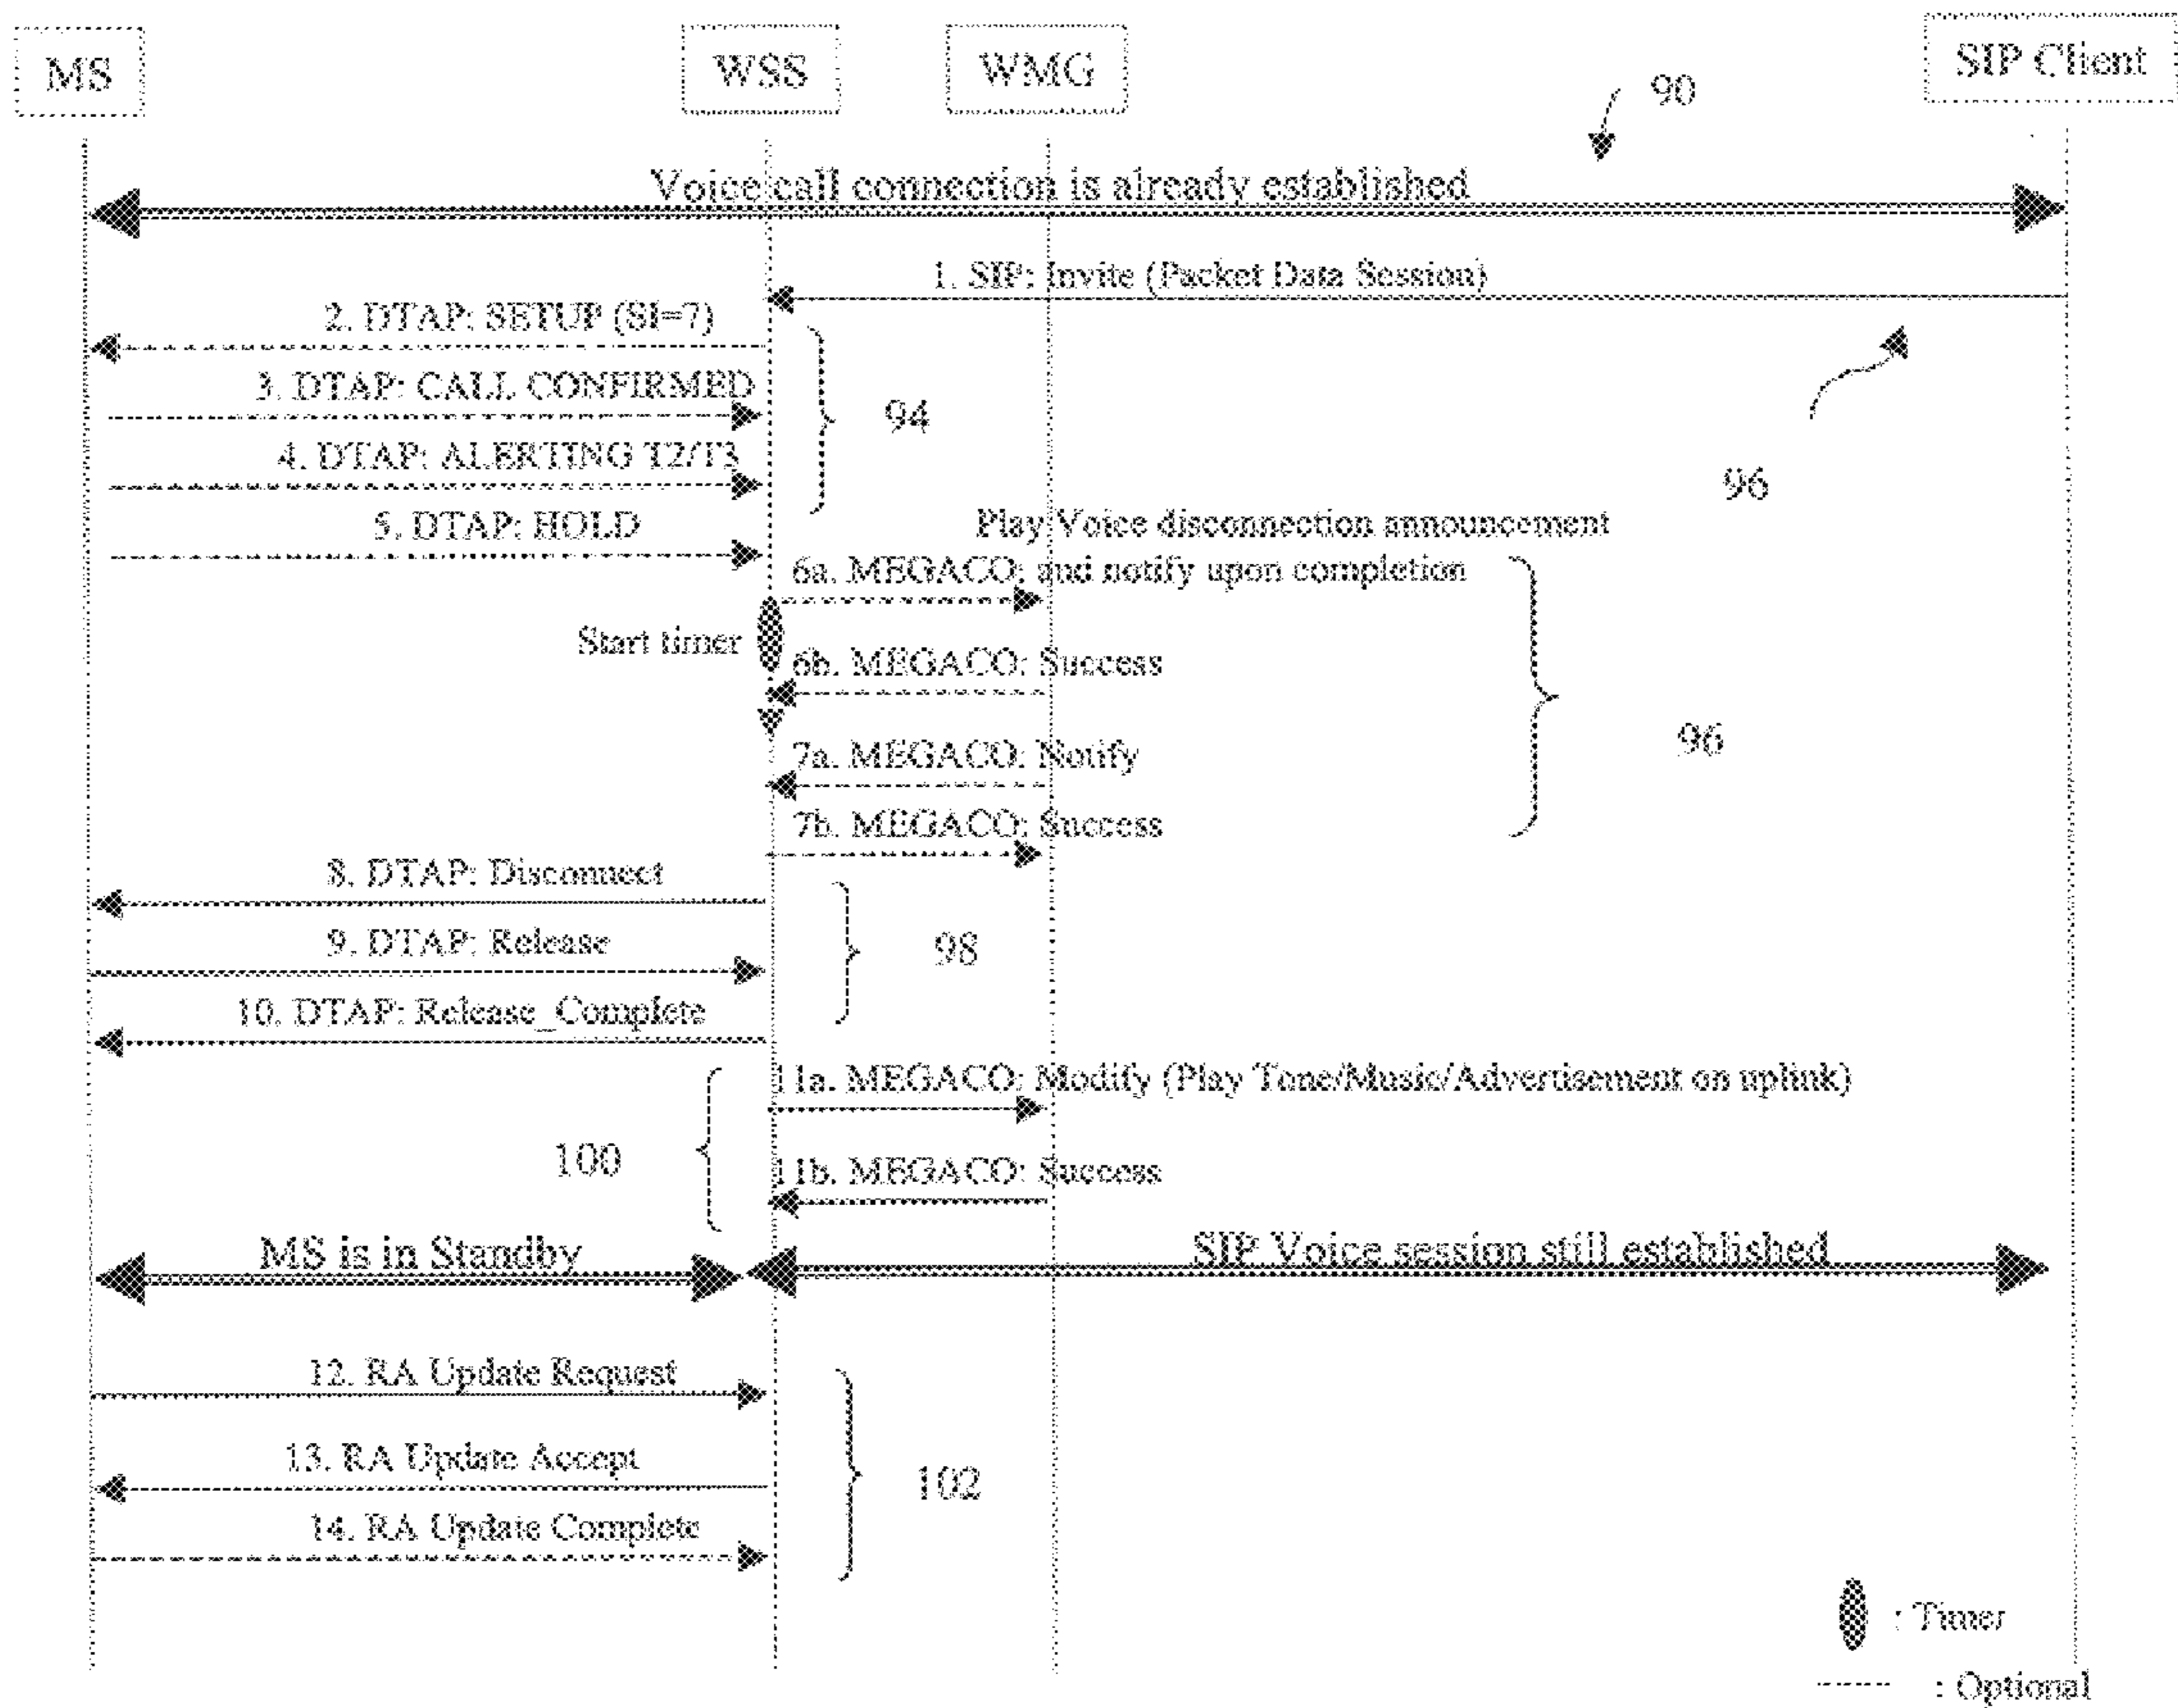 MS
WSS
WMG
SIP Client
90
Voice call connection is already established
1. SIP: Invite (Packet Data Session)
2. DTAP: SETUP (SI=7)
3. DTAP: CALL CONFIRMED
94
4. DTAP: ALERTING T2/T3
96
5. DTAP: HOLD
Play Voice disconnection announcement
6a. MEGACO: and notify upon completion
Start timer
6b. MEGACO: Success
96
7a. MEGACO: Notify
7b. MEGACO: Success
8. DTAP: Disconnect
9. DTAP: Release
98
10. DTAP: Release_Complete
11a. MEGACO: Modify (Play Tone/Music/Advertisement on uplink)
100
11b. MEGACO: Success
MS is in Standby
SIP Voice session still established
12. RA Update Request
13. RA Update Accept
102
14. RA Update Complete
: Timer
: Optional